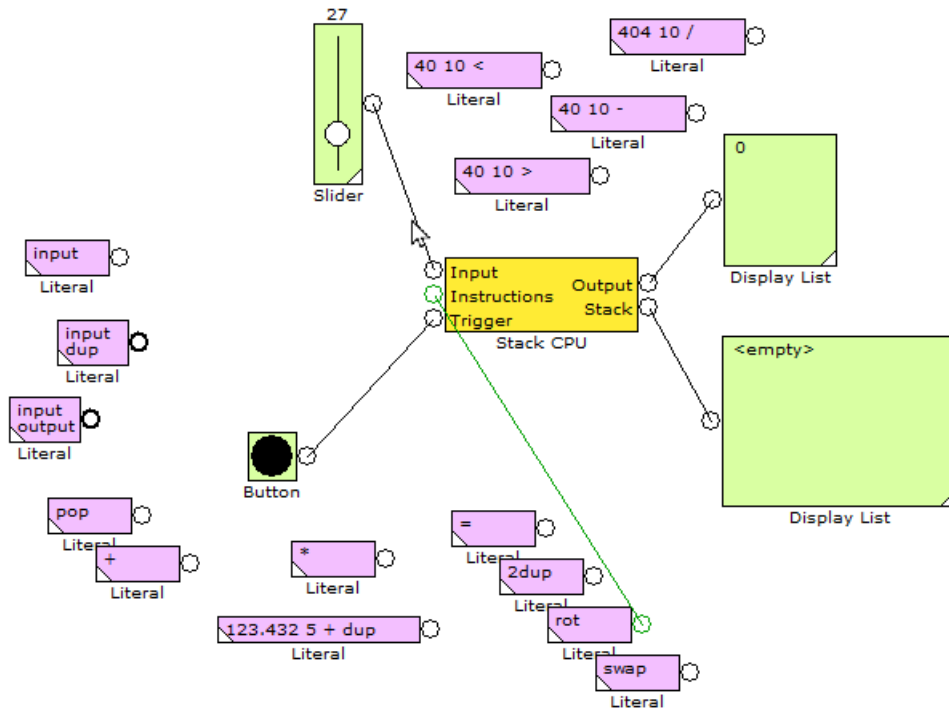 27
Slider
40 10 <
Literal
404 10 /
Literal
40 10 -
Literal
40 10 >
Literal
0
Display List
input
Literal
Input
Instructions
Trigger
Output
Stack
Stack CPU
input
dup
Literal
<empty>
Display List
input
output
Literal
Button
pop
Literal
+
Literal
*
Literal
=
Literal
2dup
Literal
123.432 5 + dup
Literal
rot
Literal
swap
Literal